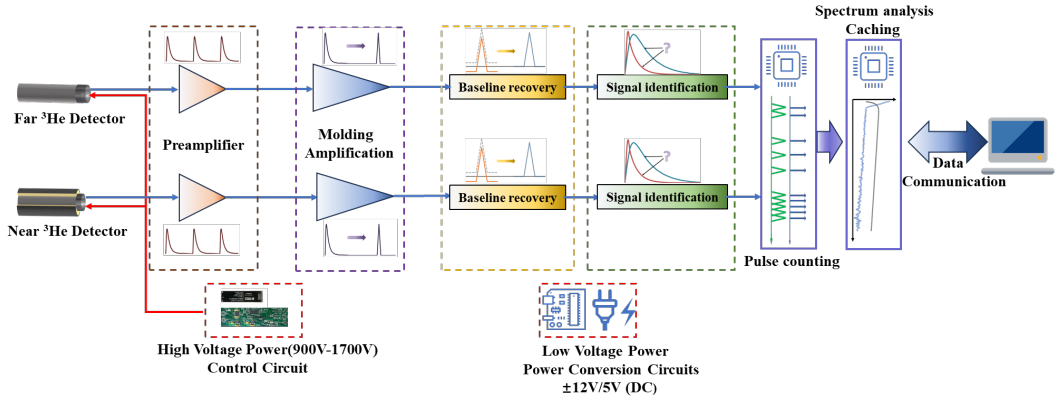 Spectrum analysis
Caching
?
Baseline recovery
Signal identification
Far ³He Detector
Preamplifier
Molding
Amplification
Data
Communication
?
Baseline recovery
Signal identification
Near ³He Detector
Pulse counting
High Voltage Power(900V-1700V)
Control Circuit
Low Voltage Power
Power Conversion Circuits
±12V/5V (DC)